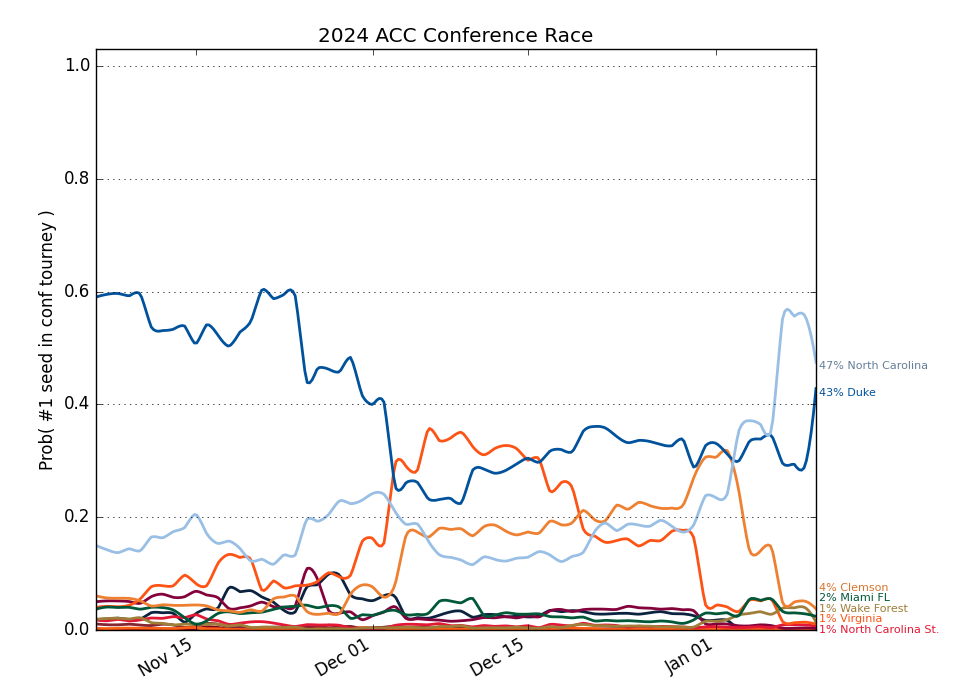 2024 ACC Conference Race
Prob( #1 seed in conf tourney )
1.0
0.8
0.6
0.4
0.2
0.0
Nov 15
Dec 01
Dec 15
Jan 01
47% North Carolina
43% Duke
4% Clemson
2% Miami FL
1% Wake Forest
1% Virginia
1% North Carolina St.